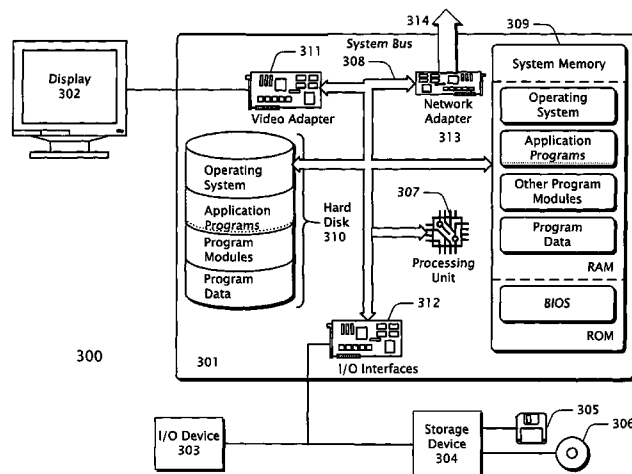 314
309
311
System Bus
308
Display
302
Video Adapter
Network
Adapter
313
System Memory
Operating
System
Application
Programs
Other Program
Modules
Program
Data
RAM
BIOS
ROM
Operating
System
Application
Programs
Program
Modules
Program
Data
Hard
Disk
310
307
Processing
Unit
312
I/O Interfaces
300
301
I/O Device
303
Storage
Device
304
305
306